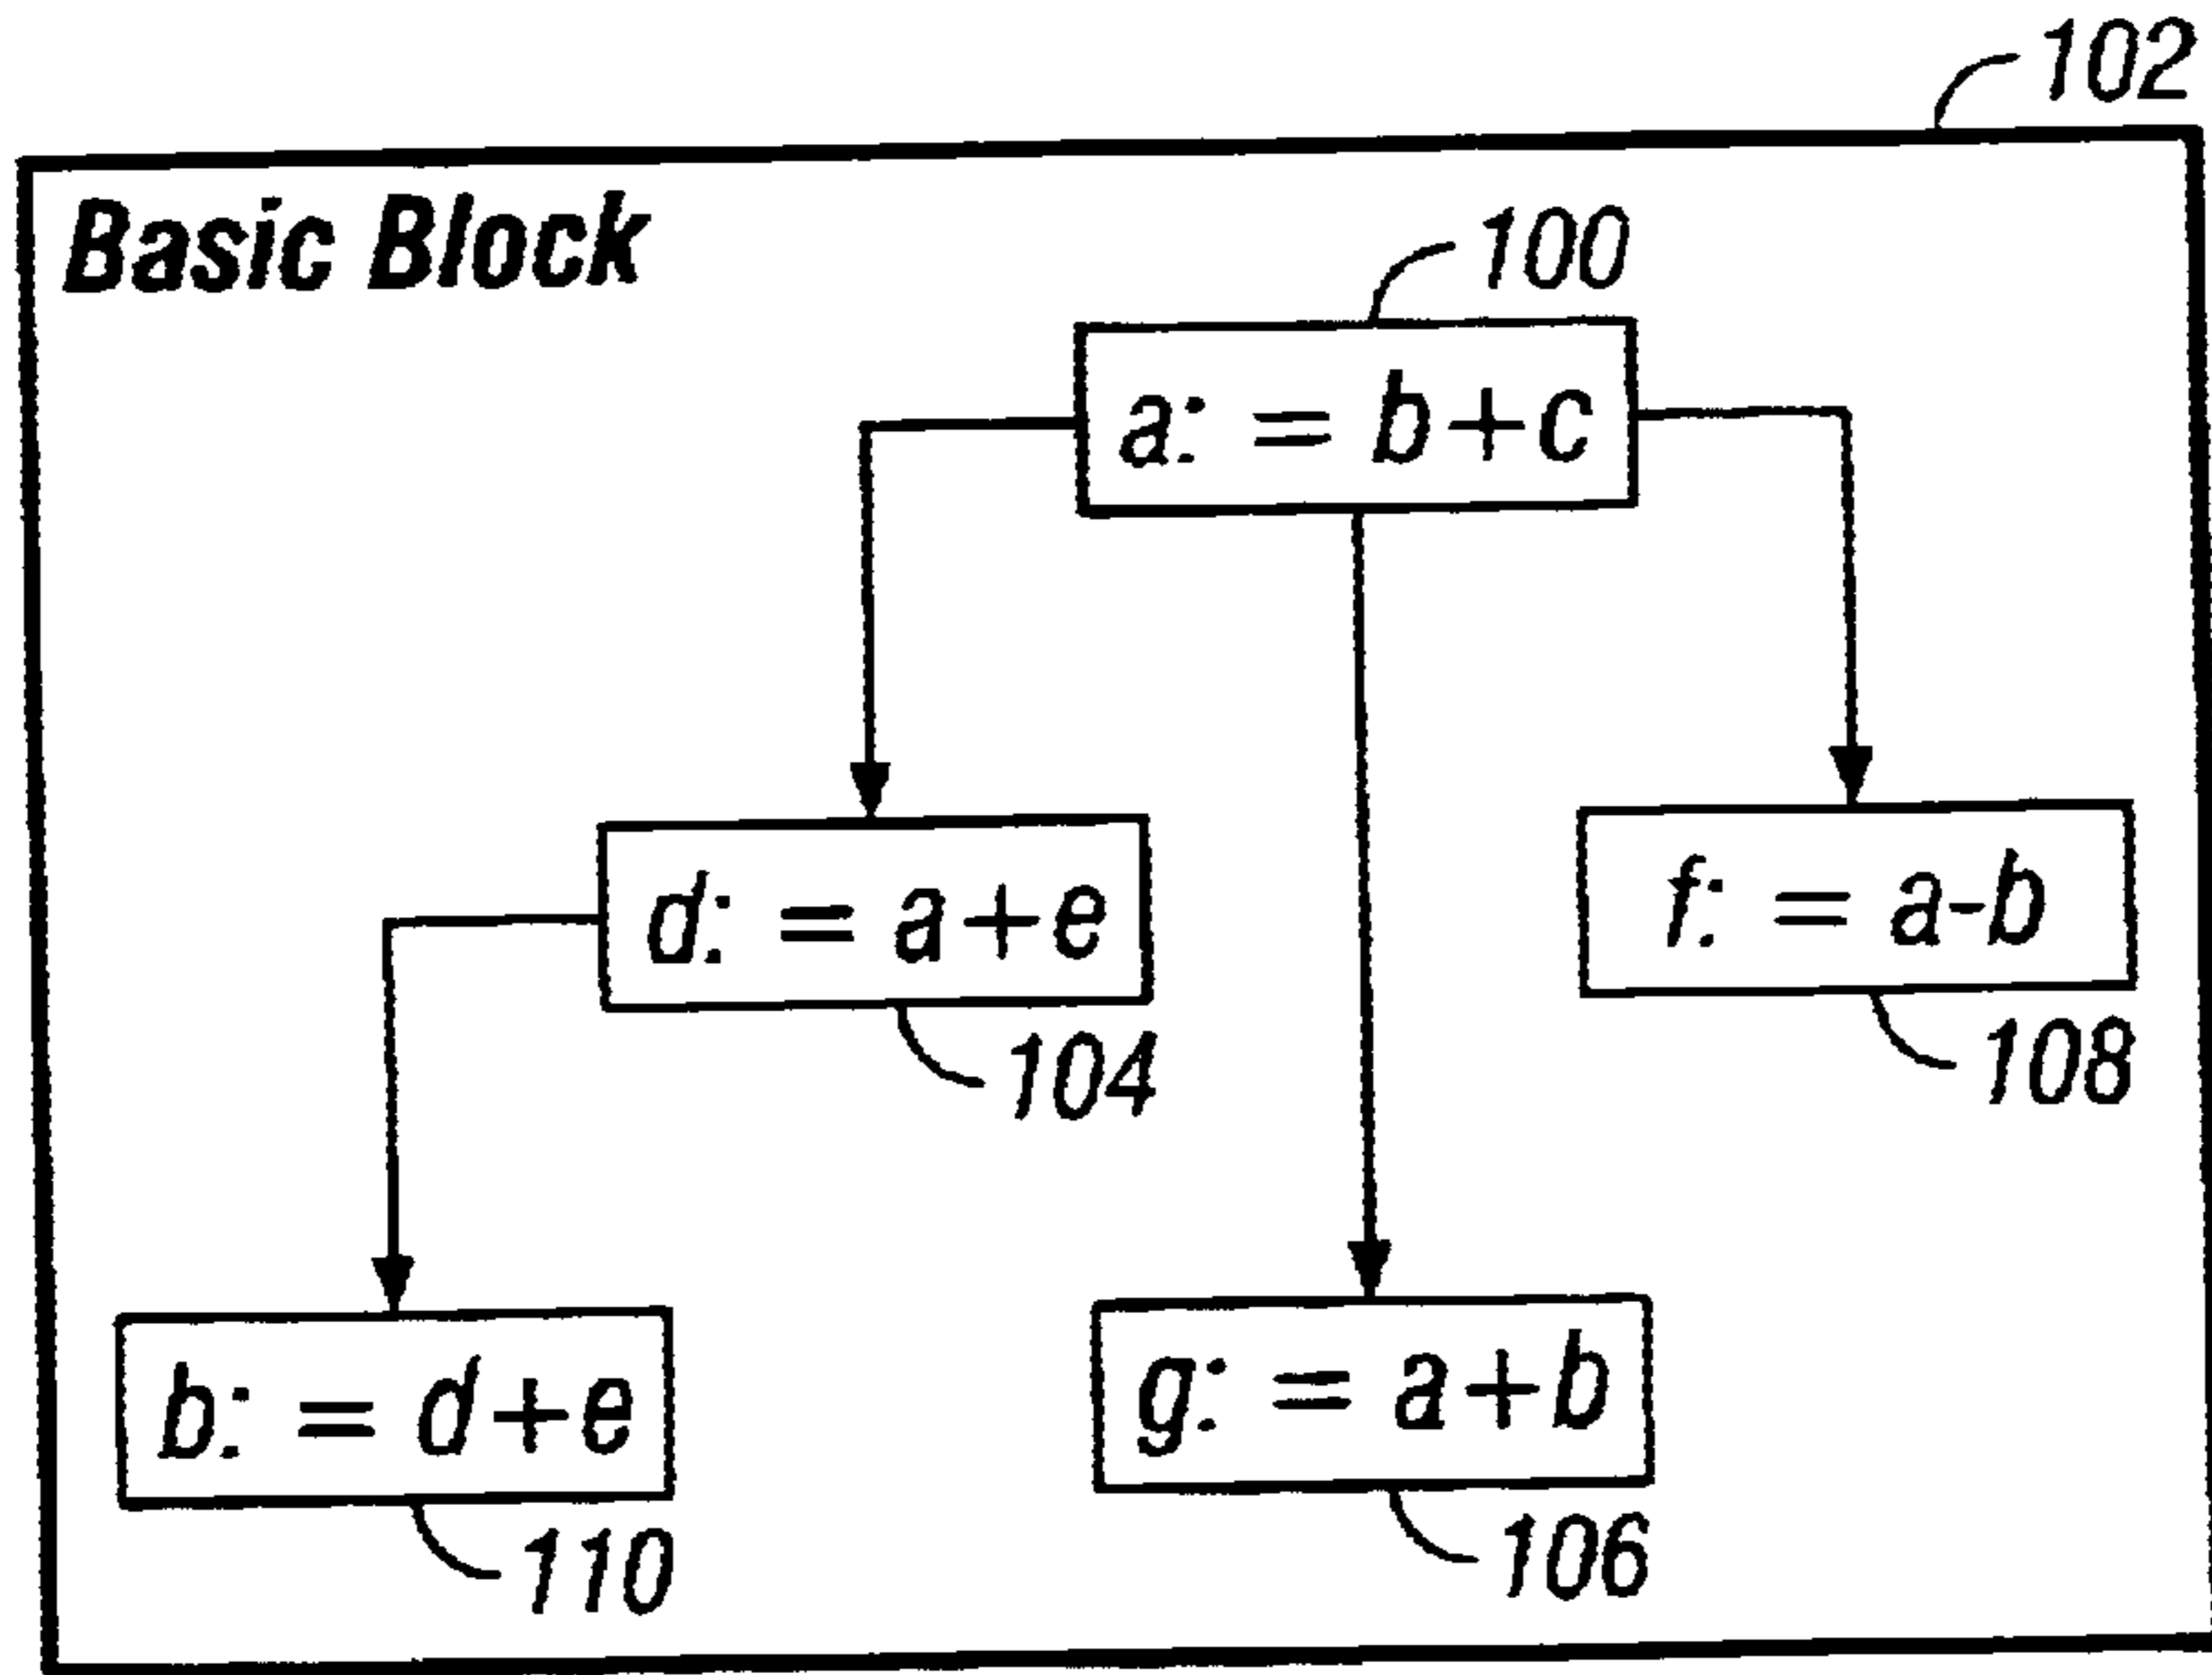 102
Basic Block
100
a: = b+c
d: = a+e
f: = a-b
104
108
b: = d+e
g: = a+b
110
106